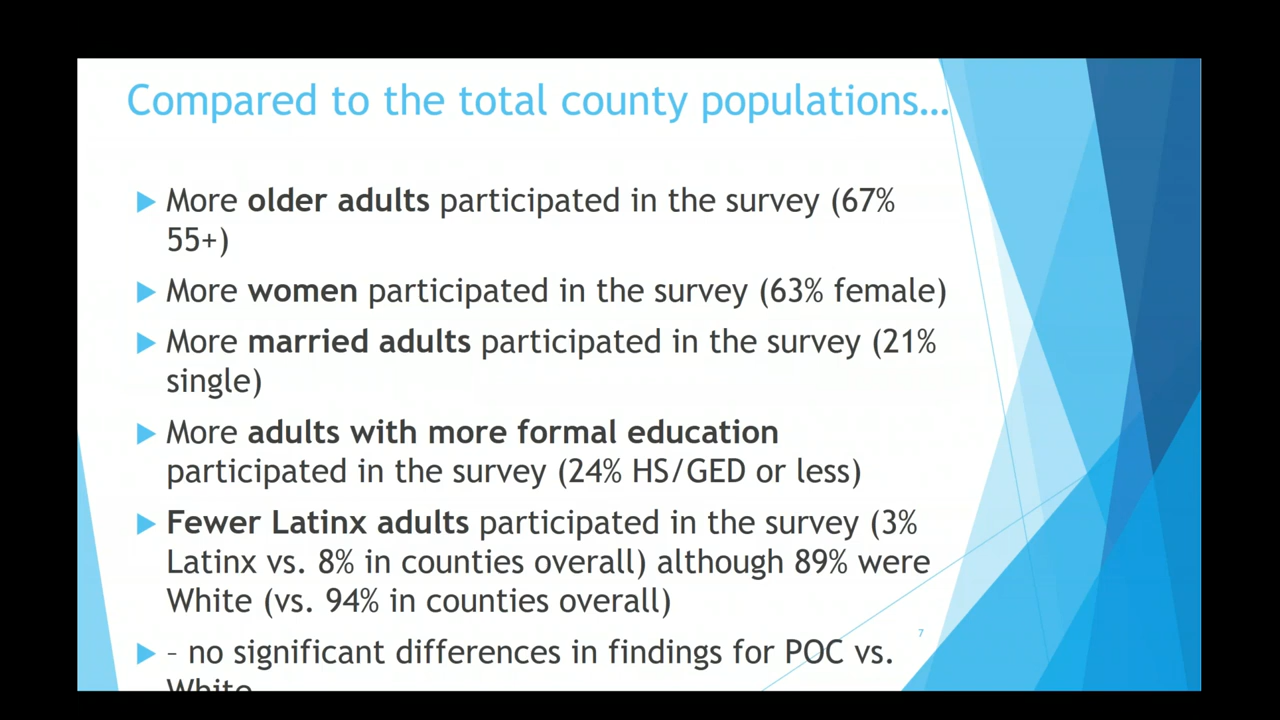 Compared to the total county populations…
More older adults participated in the survey (67%
55+)
More women participated in the survey (63% female)
More married adults participated in the survey (21%
single)
More adults with more formal education
participated in the survey (24% HS/GED or less)
Fewer Latinx adults participated in the survey (3%
Latinx vs. 8% in counties overall) although 89% were
White (vs. 94% in counties overall)
– no significant differences in findings for POC vs.
White
7